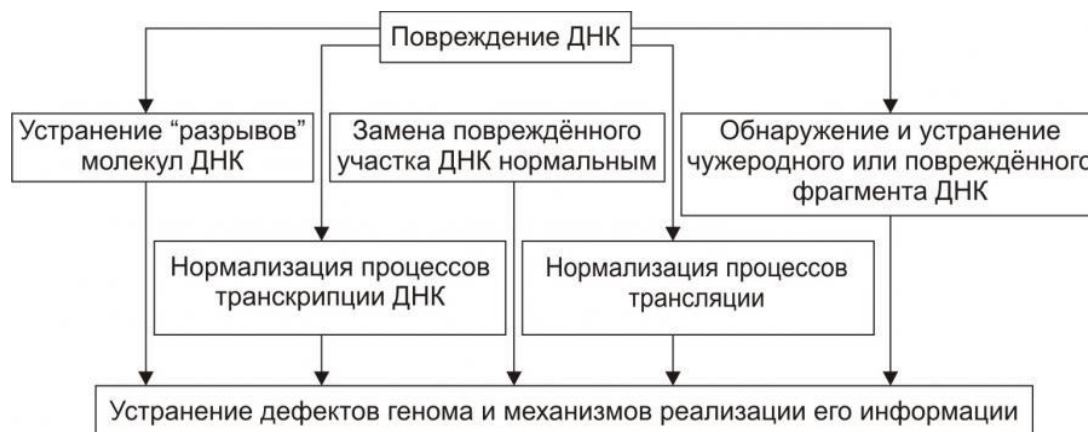 Повреждение ДНК
Устранение “разрывов”
молекул ДНК
Замена повреждённого
участка ДНК нормальным
Обнаружение и устранение
чужеродного или повреждённого
фрагмента ДНК
Нормализация процессов
транскрипции ДНК
Нормализация процессов
трансляции
Устранение дефектов генома и механизмов реализации его информации